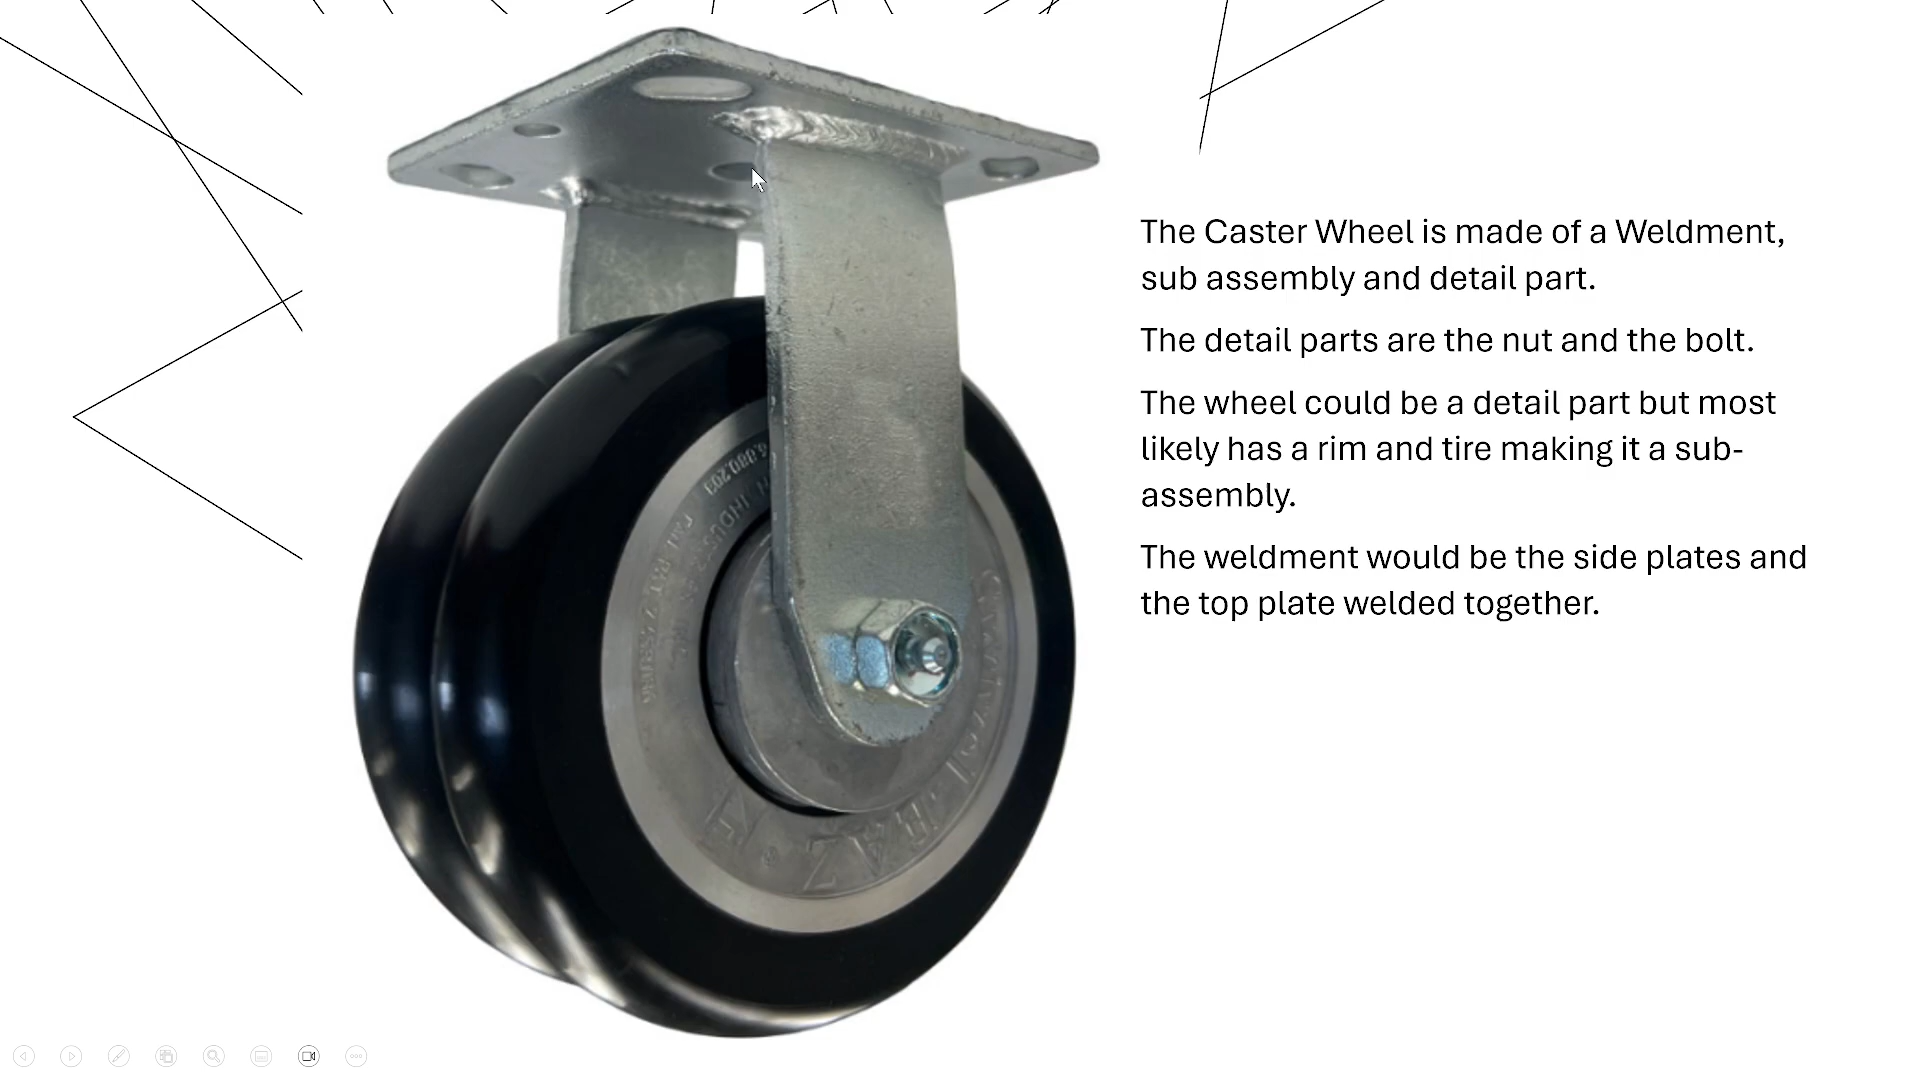 The Caster Wheel is made of a Weldment,
sub assembly and detail part.
The detail parts are the nut and the bolt.
The wheel could be a detail part but most
likely has a rim and tire making it a sub-
assembly.
The weldment would be the side plates and
the top plate welded together.